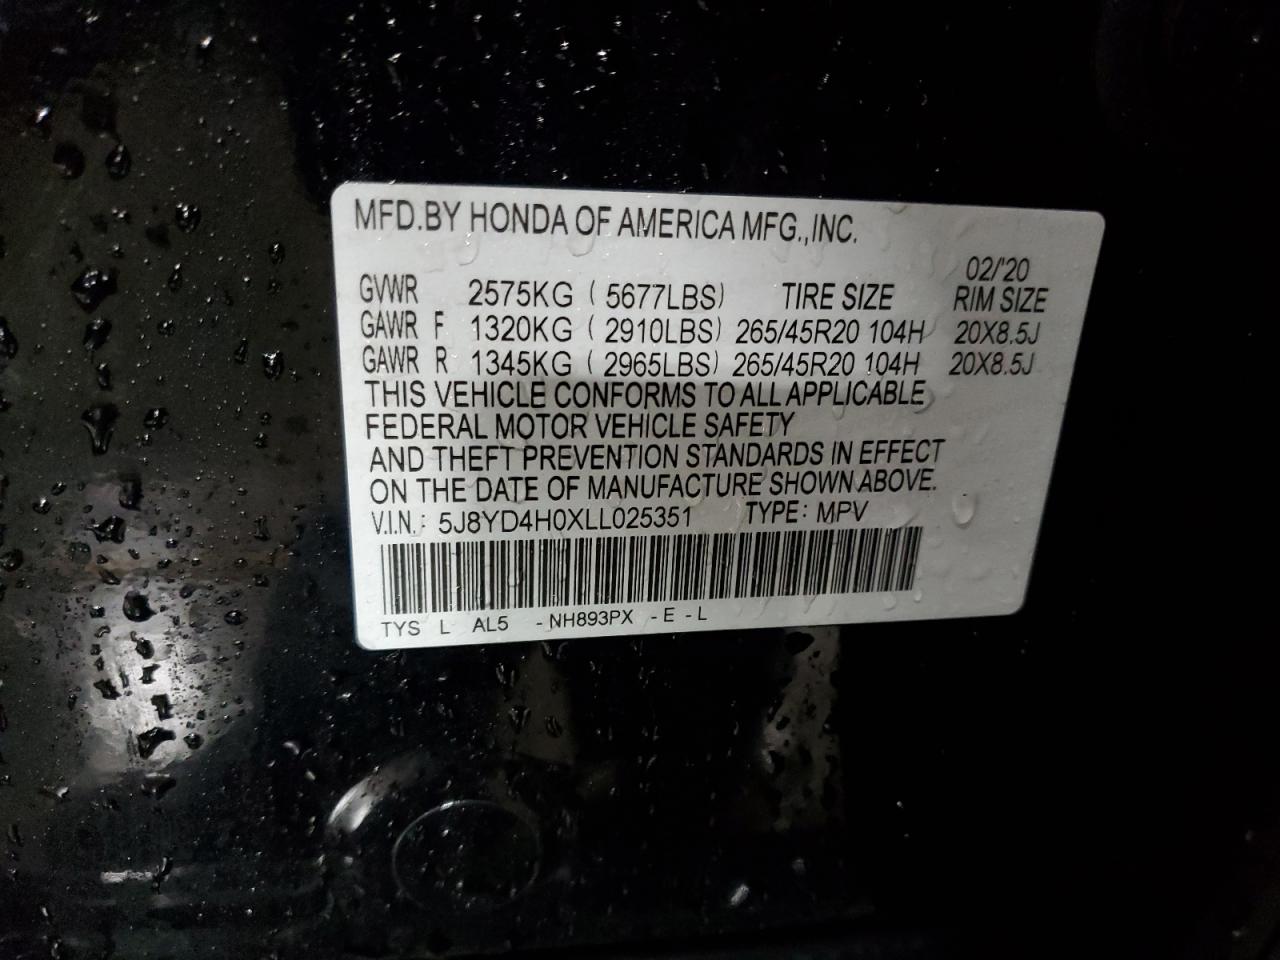 MFD.BY HONDA OF AMERICA MFG.,INC.
02/'20
GVWR 2575KG ( 5677LBS) TIRE SIZE RIM SIZE
GAWR F 1320KG ( 2910LBS) 265/45R20 104H 20X8.5J
GAWR R 1345KG ( 2965LBS) 265/45R20 104H 20X8.5J
THIS VEHICLE CONFORMS TO ALL APPLICABLE
FEDERAL MOTOR VEHICLE SAFETY
AND THEFT PREVENTION STANDARDS IN EFFECT
ON THE DATE OF MANUFACTURE SHOWN ABOVE.
V.I.N.: 5J8YD4H0XLL025351 TYPE: MPV
TYS L AL5 - NH893PX - E - L